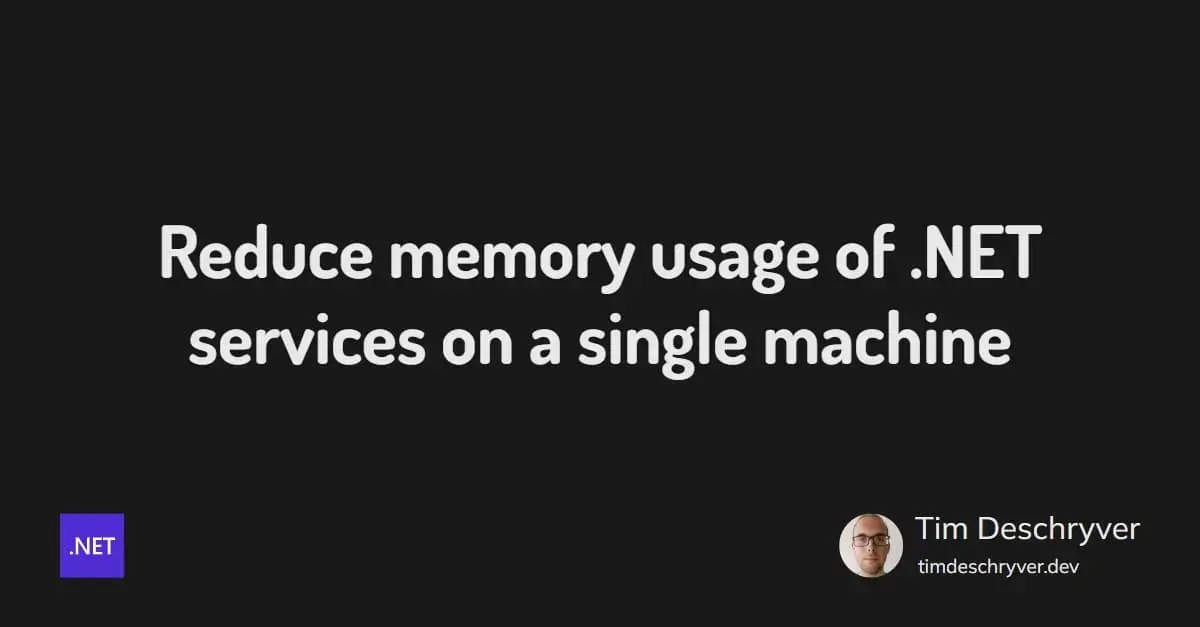 Reduce memory usage of .NET
services on a single machine
.NET
Tim Deschryver
timdeschryver.dev